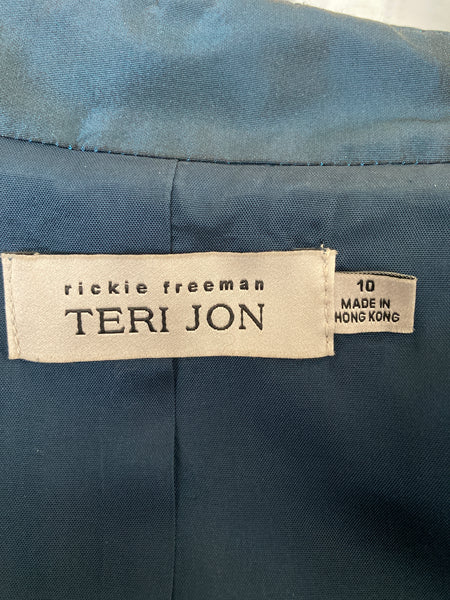 rickie freeman
TERI JON
10
MADE IN
HONG KONG